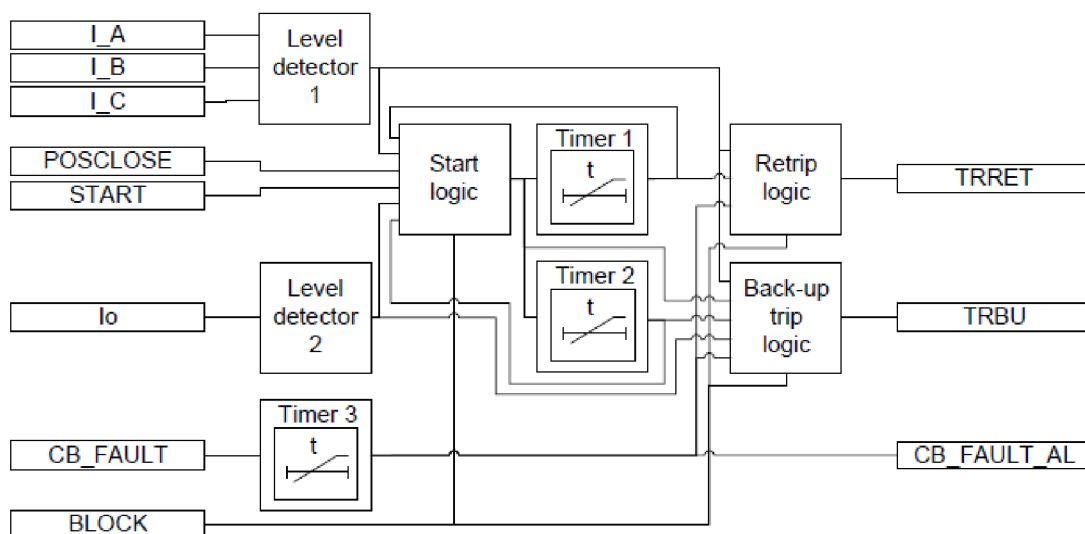 I_A
I_B
I_C
Level
detector
1
POSCLOSE
START
Start
logic
Timer 1
t
Retrip
logic
TRRET
Io
Level
detector
2
Timer 2
t
Back-up
trip
logic
TRBU
CB_FAULT
Timer 3
t
CB_FAULT_AL
BLOCK